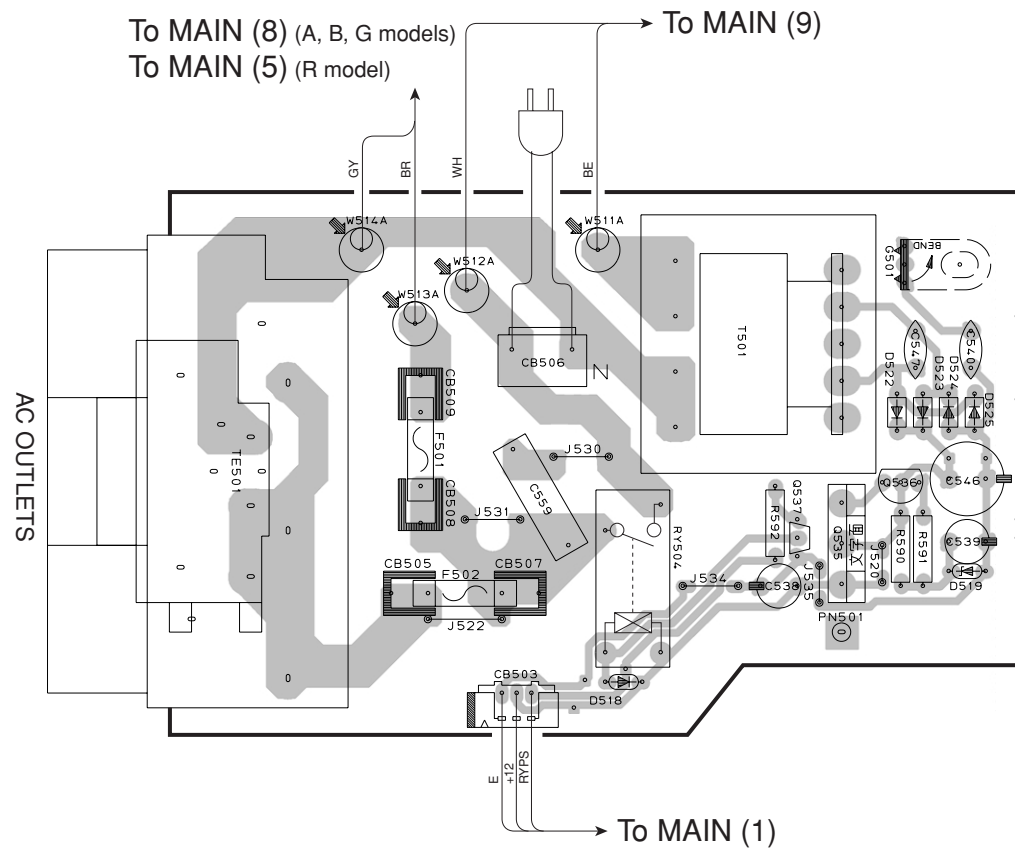 To MAIN (8) (A, B, G models)
To MAIN (5) (R model)
To MAIN (9)
GY
BR
WH
BE
W514A
W511A
W512A
W513A
G501
BEND
T501
CB506
N
C547
C540
D522
D523
D524
D525
CB509
F501
CB508
TE501
AC OUTLETS
J530
C559
J531
Q536
C546
Q537
R592
Q535
J520
R590
R591
C539
D519
RY504
CB505
F502
CB507
J534
C538
J535
J522
PN501
CB503
D518
E
+12
RYPS
To MAIN (1)